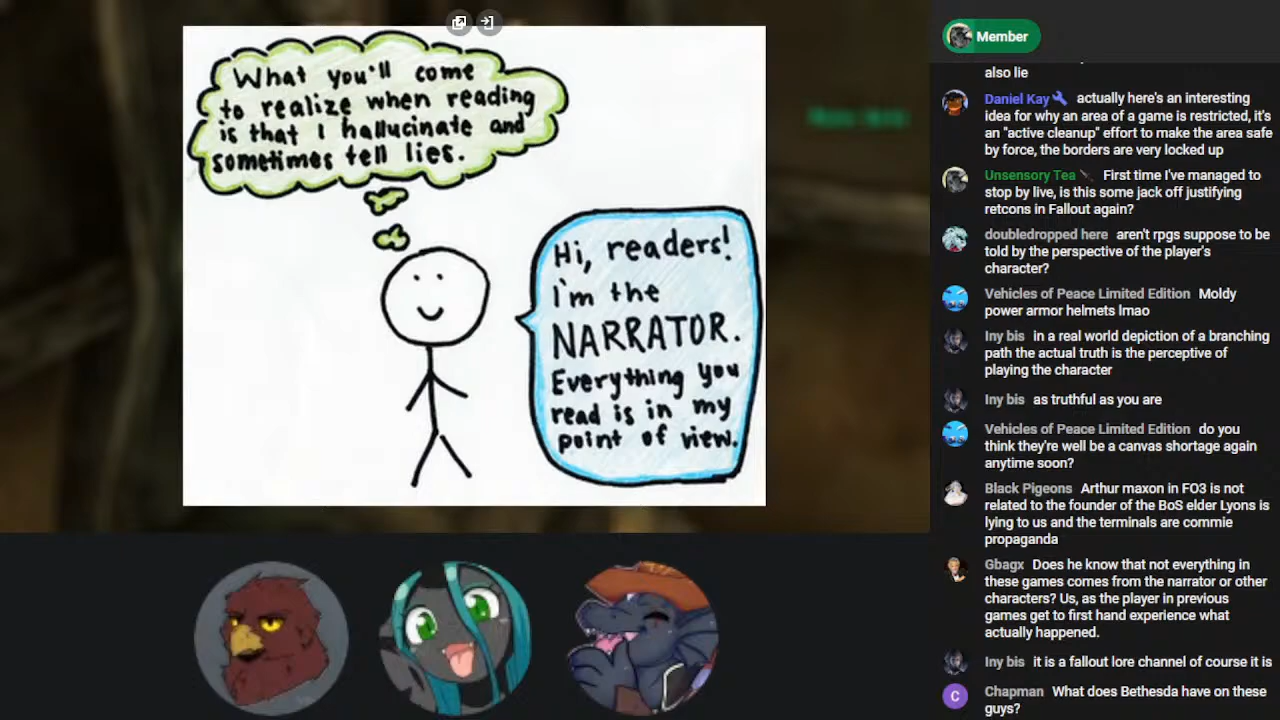 What you'll come
to realize when reading
is that I hallucinate and
sometimes tell lies.
Hi, readers!
I'm the
NARRATOR.
Everything you
read is in my
point of view.
Member
also lie
Daniel Kay actually here's an interesting
idea for why an area of a game is restricted, it's
an "active cleanup" effort to make the area safe
by force, the borders are very locked up
Unsensory Tea First time I've managed to
stop by live, is this some jack off justifying
retcons in Fallout again?
doubledropped here aren't rpgs suppose to be
told by the perspective of the player's
character?
Vehicles of Peace Limited Edition Moldy
power armor helmets lmao
Iny bis in a real world depiction of a branching
path the actual truth is the perceptive of
playing the character
Iny bis as truthful as you are
Vehicles of Peace Limited Edition do you
think they're well be a canvas shortage again
anytime soon?
Black Pigeons Arthur maxon in FO3 is not
related to the founder of the BoS elder Lyons is
lying to us and the terminals are commie
propaganda
Gbagx Does he know that not everything in
these games comes from the narrator or other
characters? Us, as the player in previous
games get to first hand experience what
actually happened.
Iny bis it is a fallout lore channel of course it is
C
Chapman What does Bethesda have on these
guys?